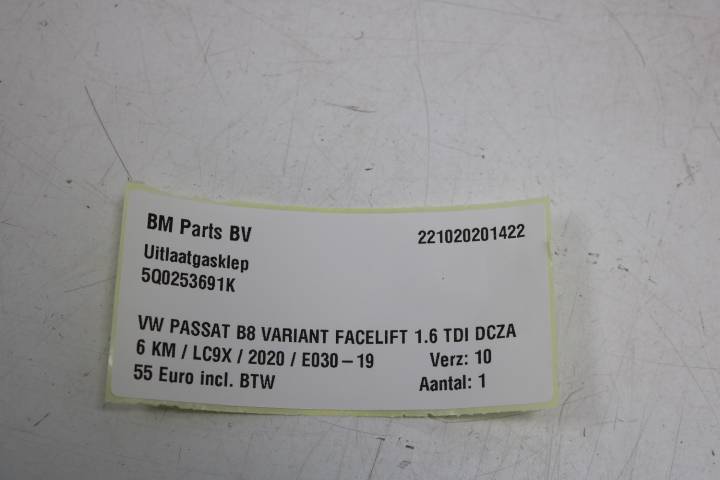 BM Parts BV 221020201422
Uitlaatgasklep
5Q0253691K
VW PASSAT B8 VARIANT FACELIFT 1.6 TDI DCZA
6 KM / LC9X / 2020 / E030-19 Verz: 10
55 Euro incl. BTW Aantal: 1